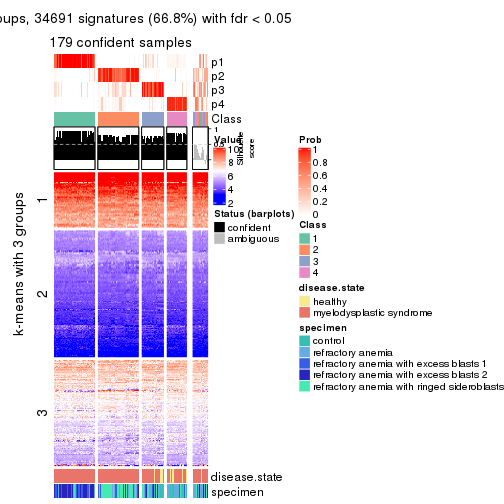 oups, 34691 signatures (66.8%) with fdr < 0.05
179 confident samples
p1
p2
p3
p4
Class
1
0.5
0
Silhouette
score
k-means with 3 groups
1
2
3
disease.state
specimen
Value
10
8
6
4
2
Status (barplots)
confident
ambiguous
Prob
1
0.8
0.6
0.4
0.2
0
Class
1
2
3
4
disease.state
healthy
myelodysplastic syndrome
specimen
control
refractory anemia
refractory anemia with excess blasts 1
refractory anemia with excess blasts 2
refractory anemia with ringed sideroblasts